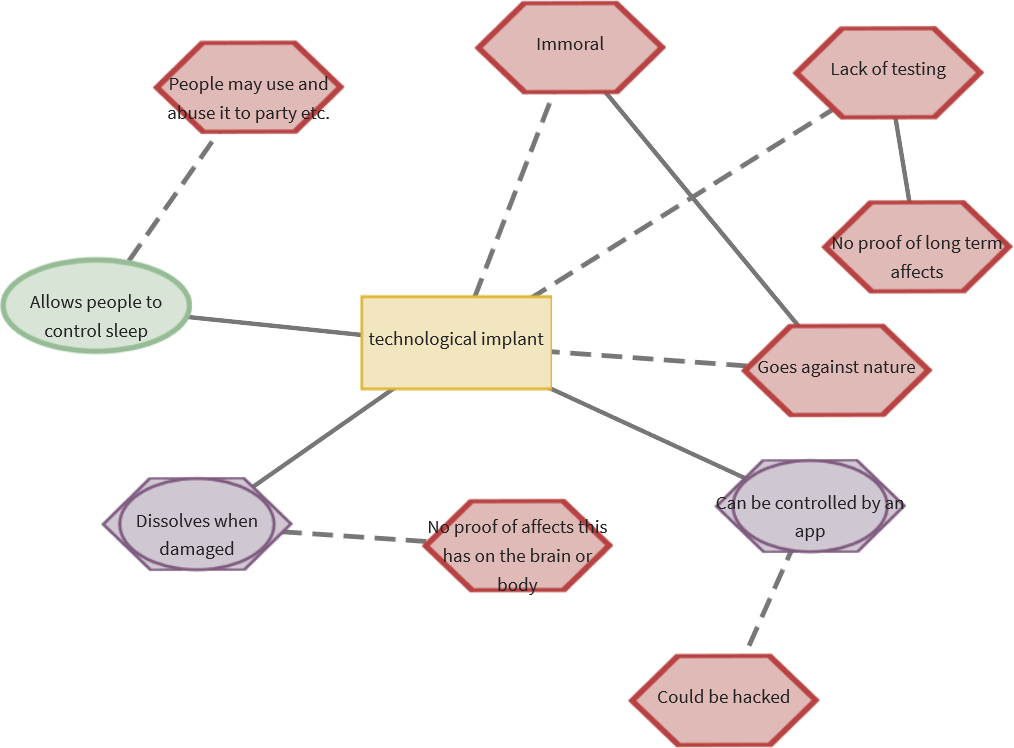 Immoral
People may use and
abuse it to party etc.
Lack of testing
No proof of long term
affects
Allows people to
control sleep
technological implant
Goes against nature
Dissolves when
damaged
No proof of affects this
has on the brain or
body
Can be controlled by an
app
Could be hacked